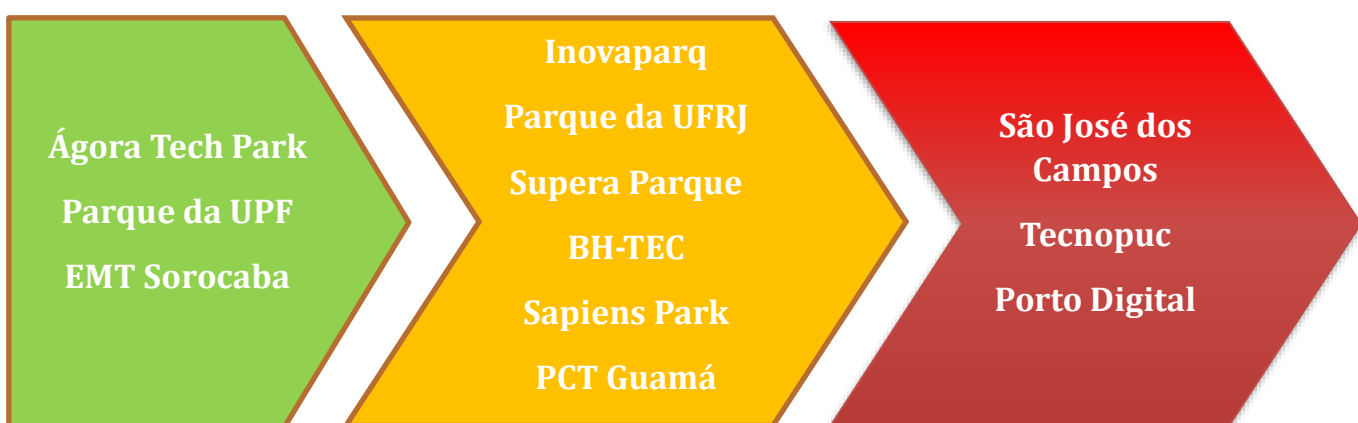 Ágora Tech Park
Parque da UPF
EMT Sorocaba
Inovaparq
Parque da UFRJ
Supera Parque
BH-TEC
Sapiens Park
PCT Guamá
São José dos
Campos
Tecnopuc
Porto Digital